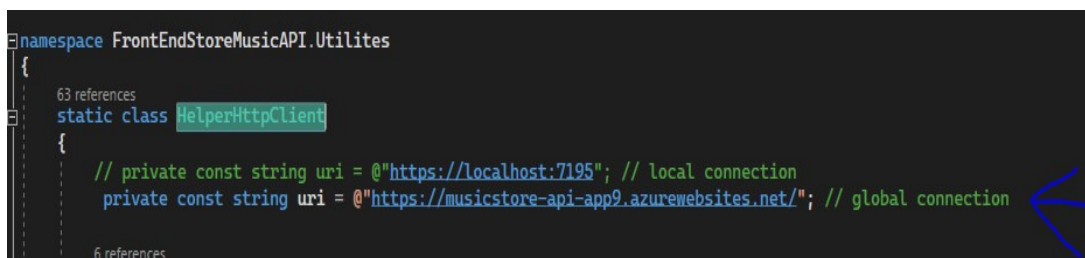 namespace FrontEndStoreMusicAPI.Utilites
{
63 references
static class HelperHttpClient
{
// private const string uri = @"https://localhost:7195"; // local connection
private const string uri = @"https://musicstore-api-app9.azurewebsites.net/"; // global connection
6 references